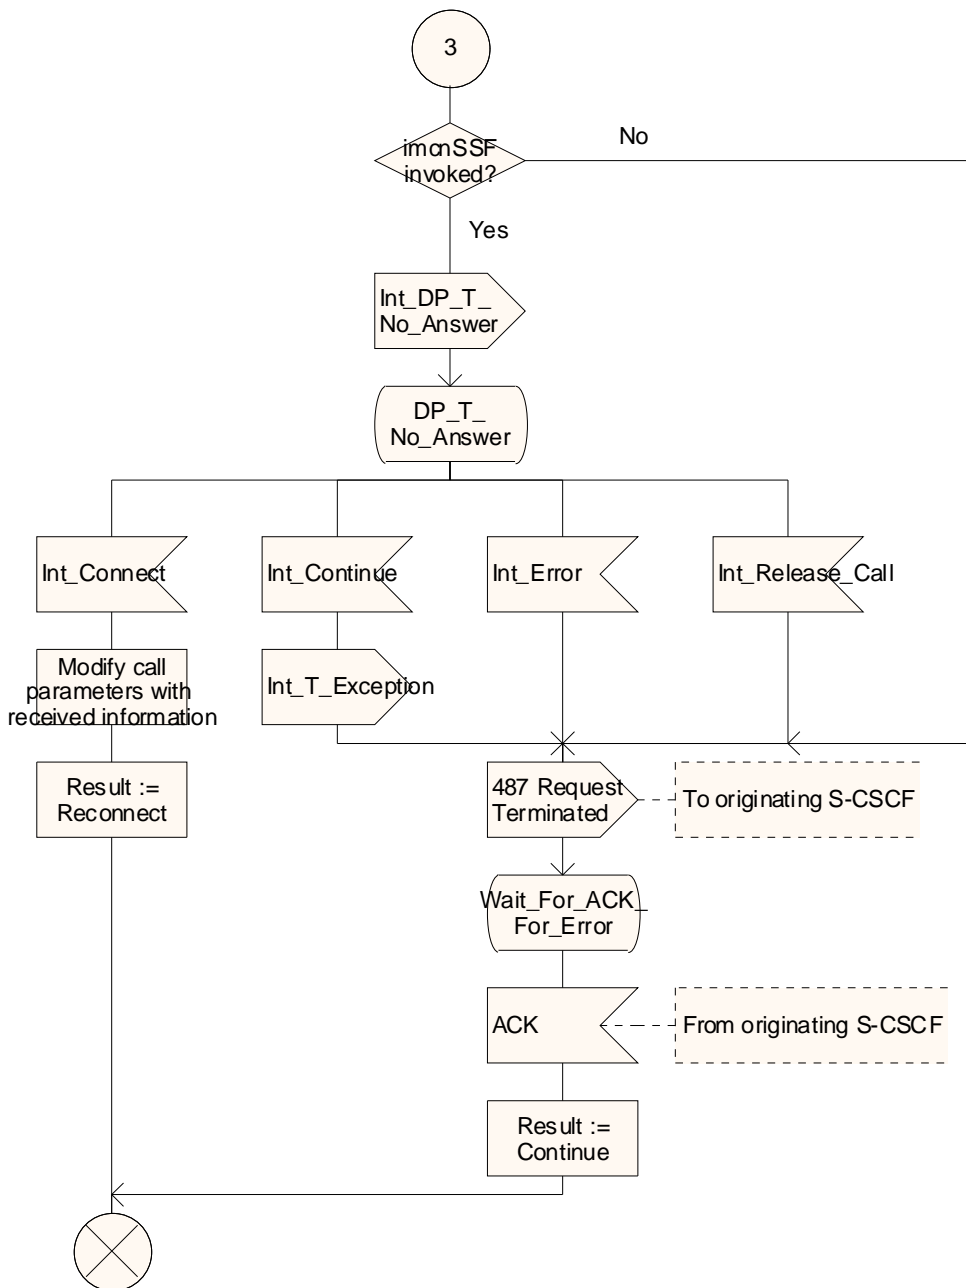 3
imcnSSF
invoked?
No
Yes
Int_DP_T_
No_Answer
DP_T_
No_Answer
Int_Connect
Int_Continue
Int_Error
Int_Release_Call
Modify call
parameters with
received information
Int_T_Exception
Result :=
Reconnect
487 Request
Terminated
To originating S-CSCF
Wait_For_ACK_
For_Error
ACK
From originating S-CSCF
Result :=
Continue